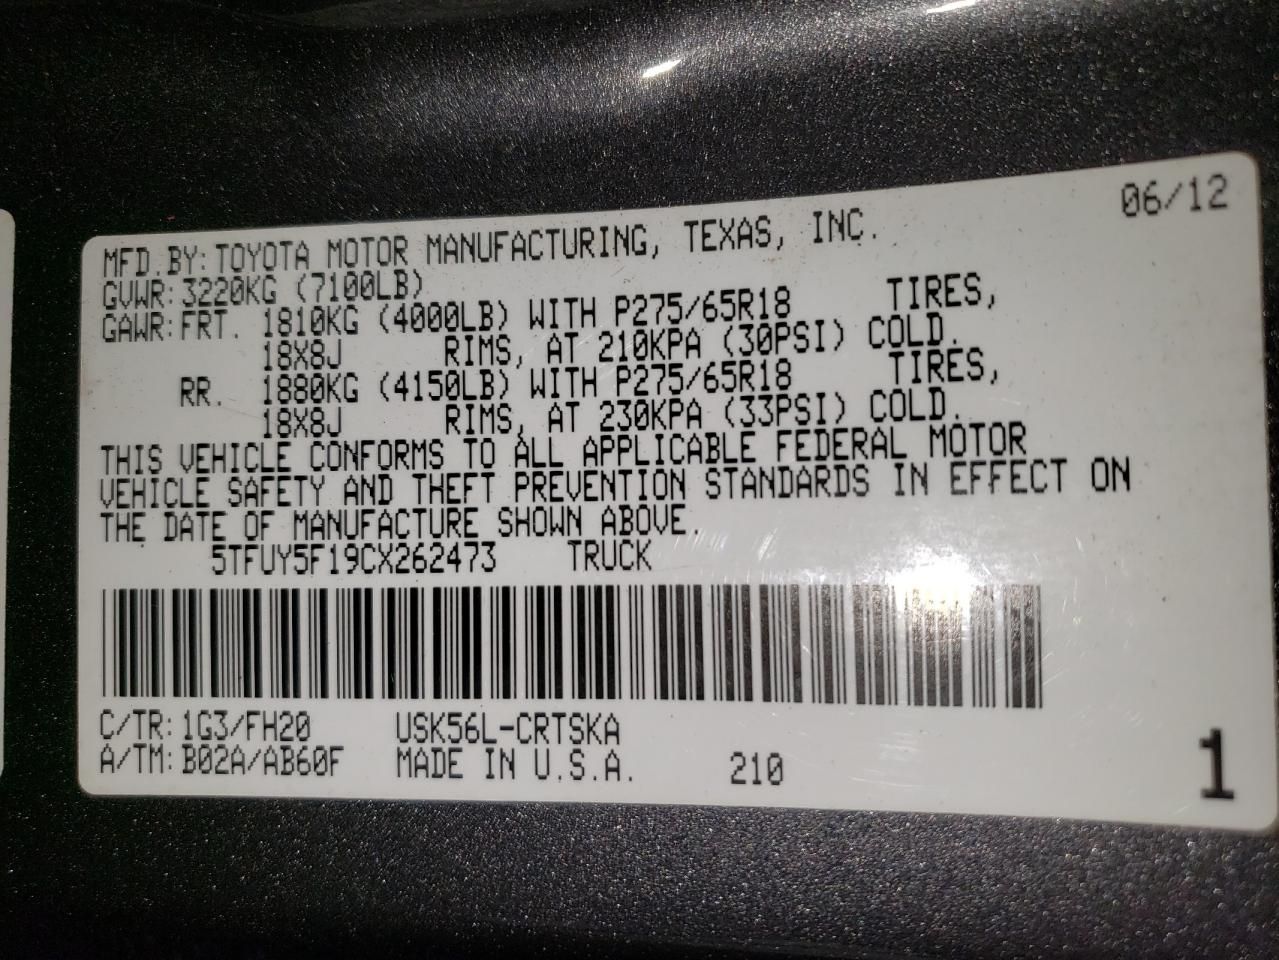 06/12
MFD.BY:TOYOTA MOTOR MANUFACTURING, TEXAS, INC.
GVWR:3220KG (7100LB)
GAWR:FRT. 1810KG (4000LB) WITH P275/65R18 TIRES,
18X8J RIMS, AT 210KPA (30PSI) COLD.
RR. 1880KG (4150LB) WITH P275/65R18 TIRES,
18X8J RIMS, AT 230KPA (33PSI) COLD.
THIS VEHICLE CONFORMS TO ALL APPLICABLE FEDERAL MOTOR
VEHICLE SAFETY AND THEFT PREVENTION STANDARDS IN EFFECT ON
THE DATE OF MANUFACTURE SHOWN ABOVE.
5TFUY5F19CX262473 TRUCK
C/TR:1G3/FH20 USK56L-CRTSKA
A/TM:B02A/AB60F MADE IN U.S.A. 210
1